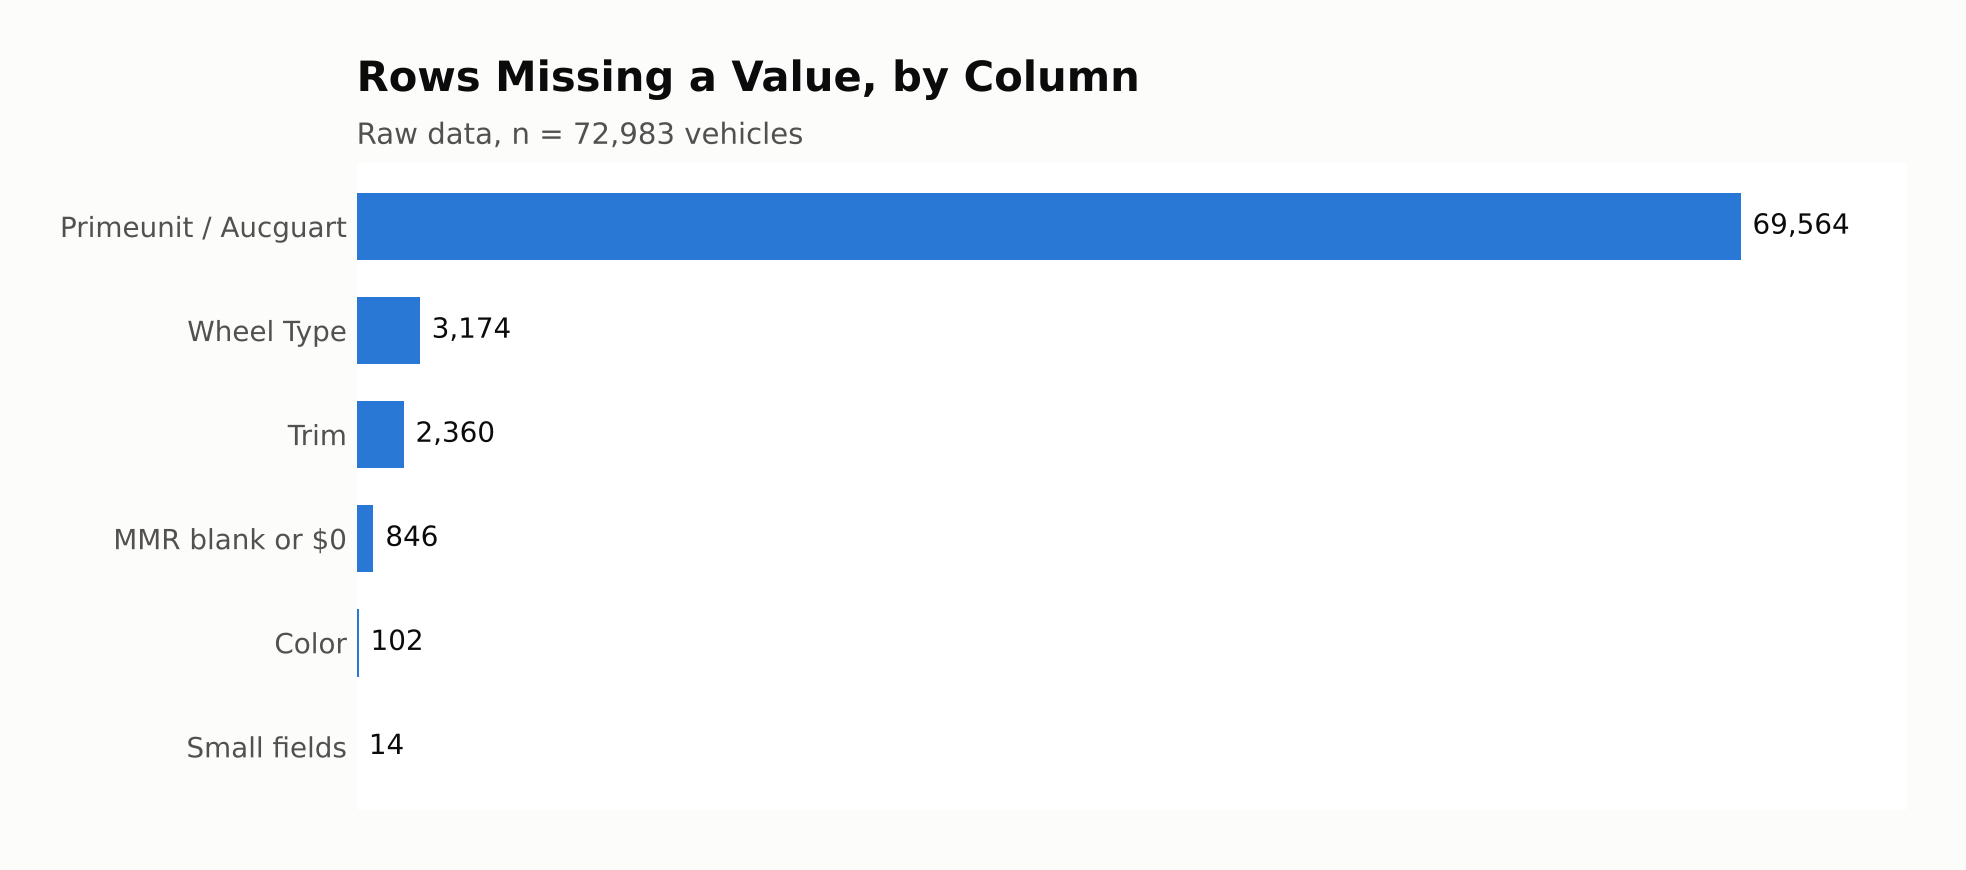 Rows Missing a Value, by Column
Raw data, n = 72,983 vehicles
Primeunit / Aucguart 69,564
Wheel Type 3,174
Trim 2,360
MMR blank or $0 846
Color 102
Small fields 14